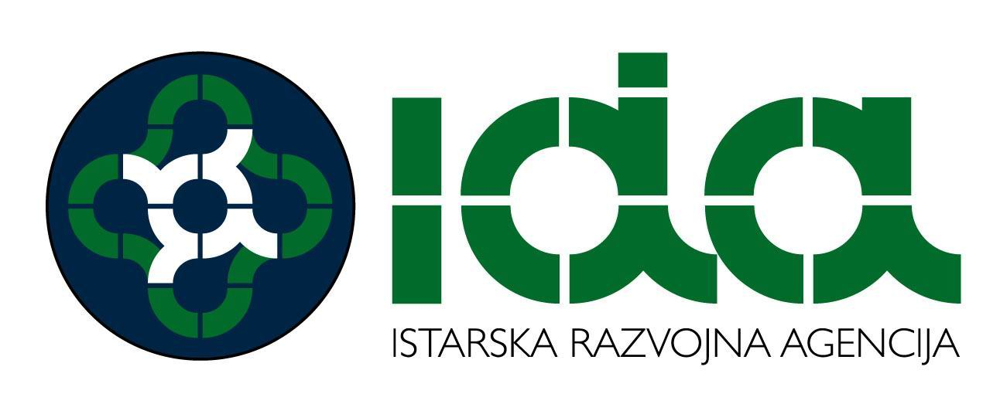 ida
ISTARSKA RAZVOJNA AGENCIJA